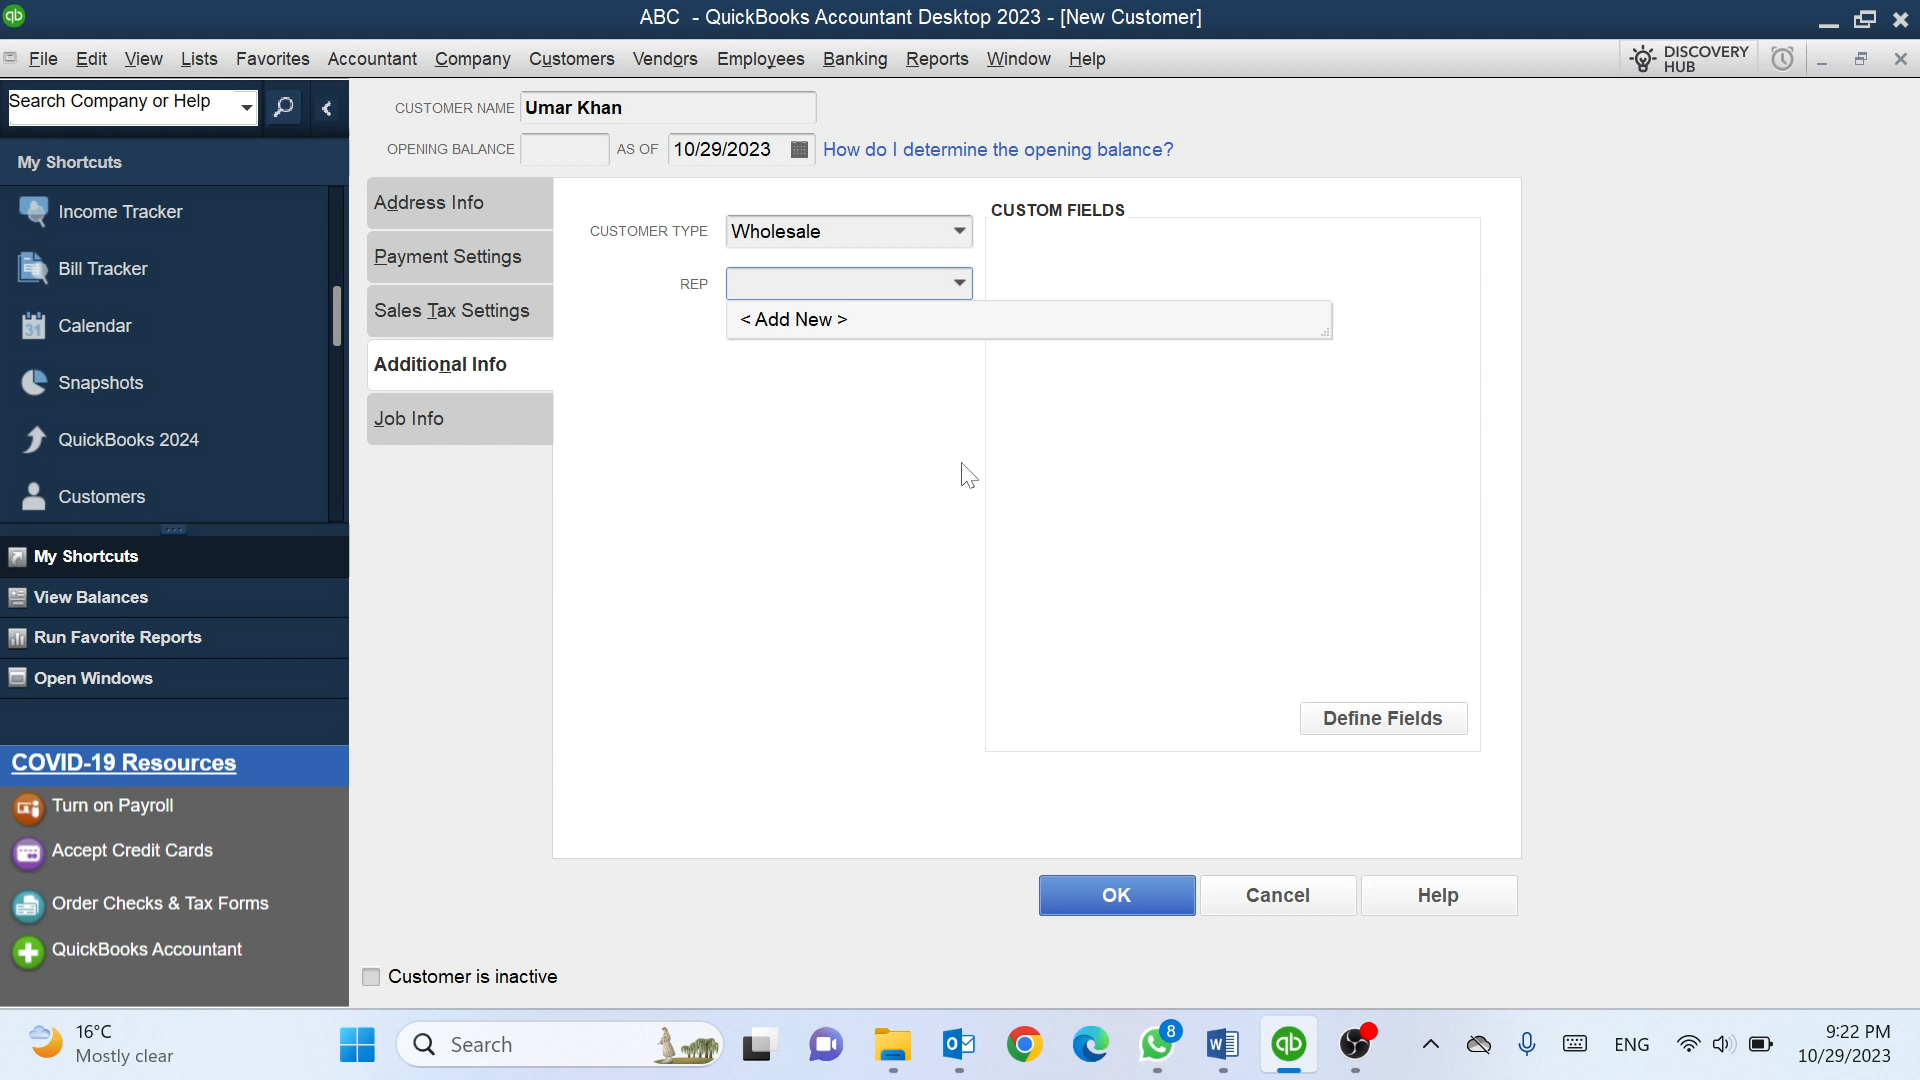 qb ABC - QuickBooks Accountant Desktop 2023 - [New Customer]
File Edit View Lists Favorites Accountant Company Customers Vendors Employees Banking Reports Window Help DISCOVERY HUB
Search Company or Help
My Shortcuts
Income Tracker
Bill Tracker
31 Calendar
Snapshots
QuickBooks 2024
Customers
My Shortcuts
View Balances
Run Favorite Reports
Open Windows
COVID-19 Resources
Turn on Payroll
Accept Credit Cards
Order Checks & Tax Forms
QuickBooks Accountant
CUSTOMER NAME Umar Khan
OPENING BALANCE AS OF 10/29/2023 How do I determine the opening balance?
Address Info
Payment Settings
Sales Tax Settings
Additional Info
Job Info
CUSTOMER TYPE Wholesale
REP
< Add New >
CUSTOM FIELDS
Define Fields
OK Cancel Help
Customer is inactive
16°C
Mostly clear
Search
8
qb
ENG
9:22 PM
10/29/2023